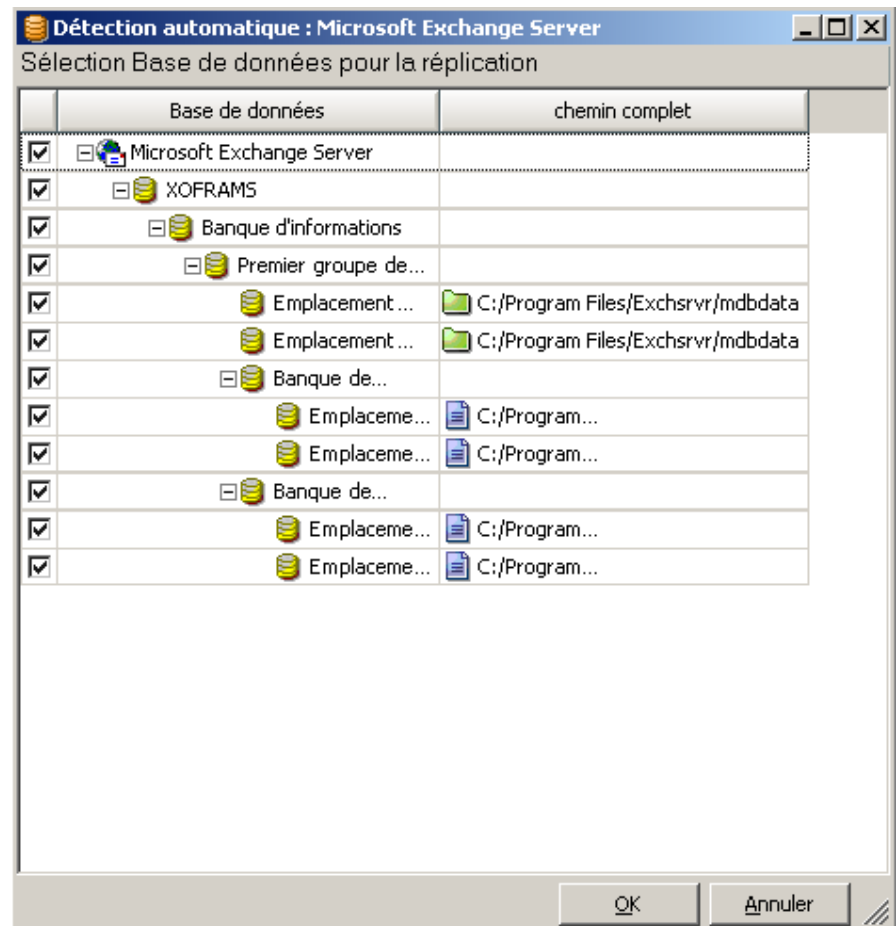 Détection automatique : Microsoft Exchange Server
Sélection Base de données pour la réplication
Base de données chemin complet
Microsoft Exchange Server
XOFRAMS
Banque d'informations
Premier groupe de...
Emplacement ... C:/Program Files/Exchsrvr/mdbdata
Emplacement ... C:/Program Files/Exchsrvr/mdbdata
Banque de...
Emplaceme... C:/Program...
Emplaceme... C:/Program...
Banque de...
Emplaceme... C:/Program...
Emplaceme... C:/Program...
OK Annuler